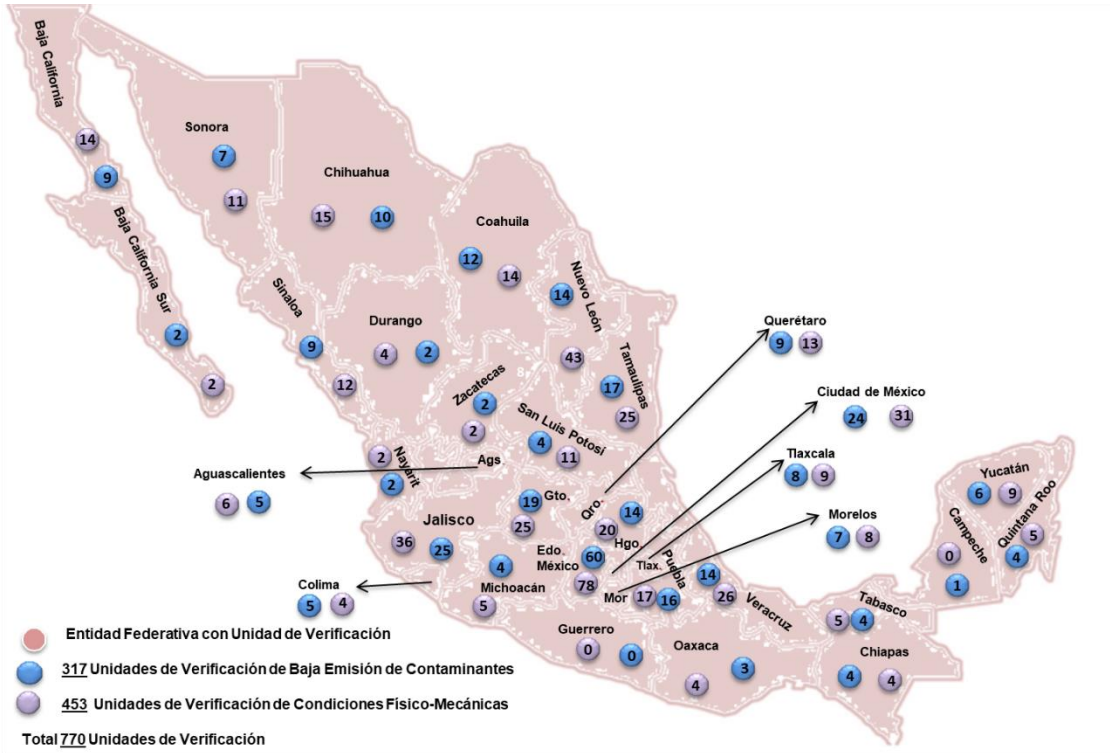 Baja California
14
9
Sonora
7
11
Chihuahua
15
10
Coahuila
12
14
Nuevo León
14
43
Baja California Sur
2
2
Sinaloa
9
12
Durango
4
2
Tamaulipas
17
25
Zacatecas
2
2
8
San Luis Potosí
4
11
Querétaro
9 13
Ciudad de México
24 31
Tlaxcala
8 9
Morelos
7 8
Nayarit
2
2
Ags
Aguascalientes
6 5
Gto.
19
25
Qro.
14
20
Hgo.
Jalisco
36
25
Edo.
México
60
78
Tlax.
Mor
Puebla
17
16
Michoacán
4
5
Colima
5 4
14
26
Veracruz
Guerrero
0 0
Oaxaca
4
3
Tabasco
5 4
Chiapas
4 4
Campeche
0
1
Yucatán
6 9
Quintana Roo
5
4
Entidad Federativa con Unidad de Verificación
317 Unidades de Verificación de Baja Emisión de Contaminantes
453 Unidades de Verificación de Condiciones Físico-Mecánicas
Total 770 Unidades de Verificación